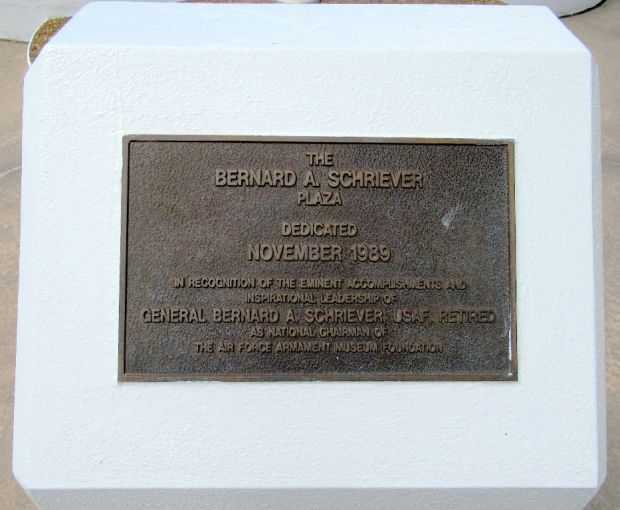 THE
BERNARD A. SCHRIEVER
PLAZA
DEDICATED
NOVEMBER 1989
IN RECOGNITION OF THE EMINENT ACCOMPLISHMENTS AND
INSPIRATIONAL LEADERSHIP OF
GENERAL BERNARD A. SCHRIEVER, USAF, RETIRED
AS NATIONAL CHAIRMAN OF
THE AIR FORCE ARMAMENT MUSEUM FOUNDATION